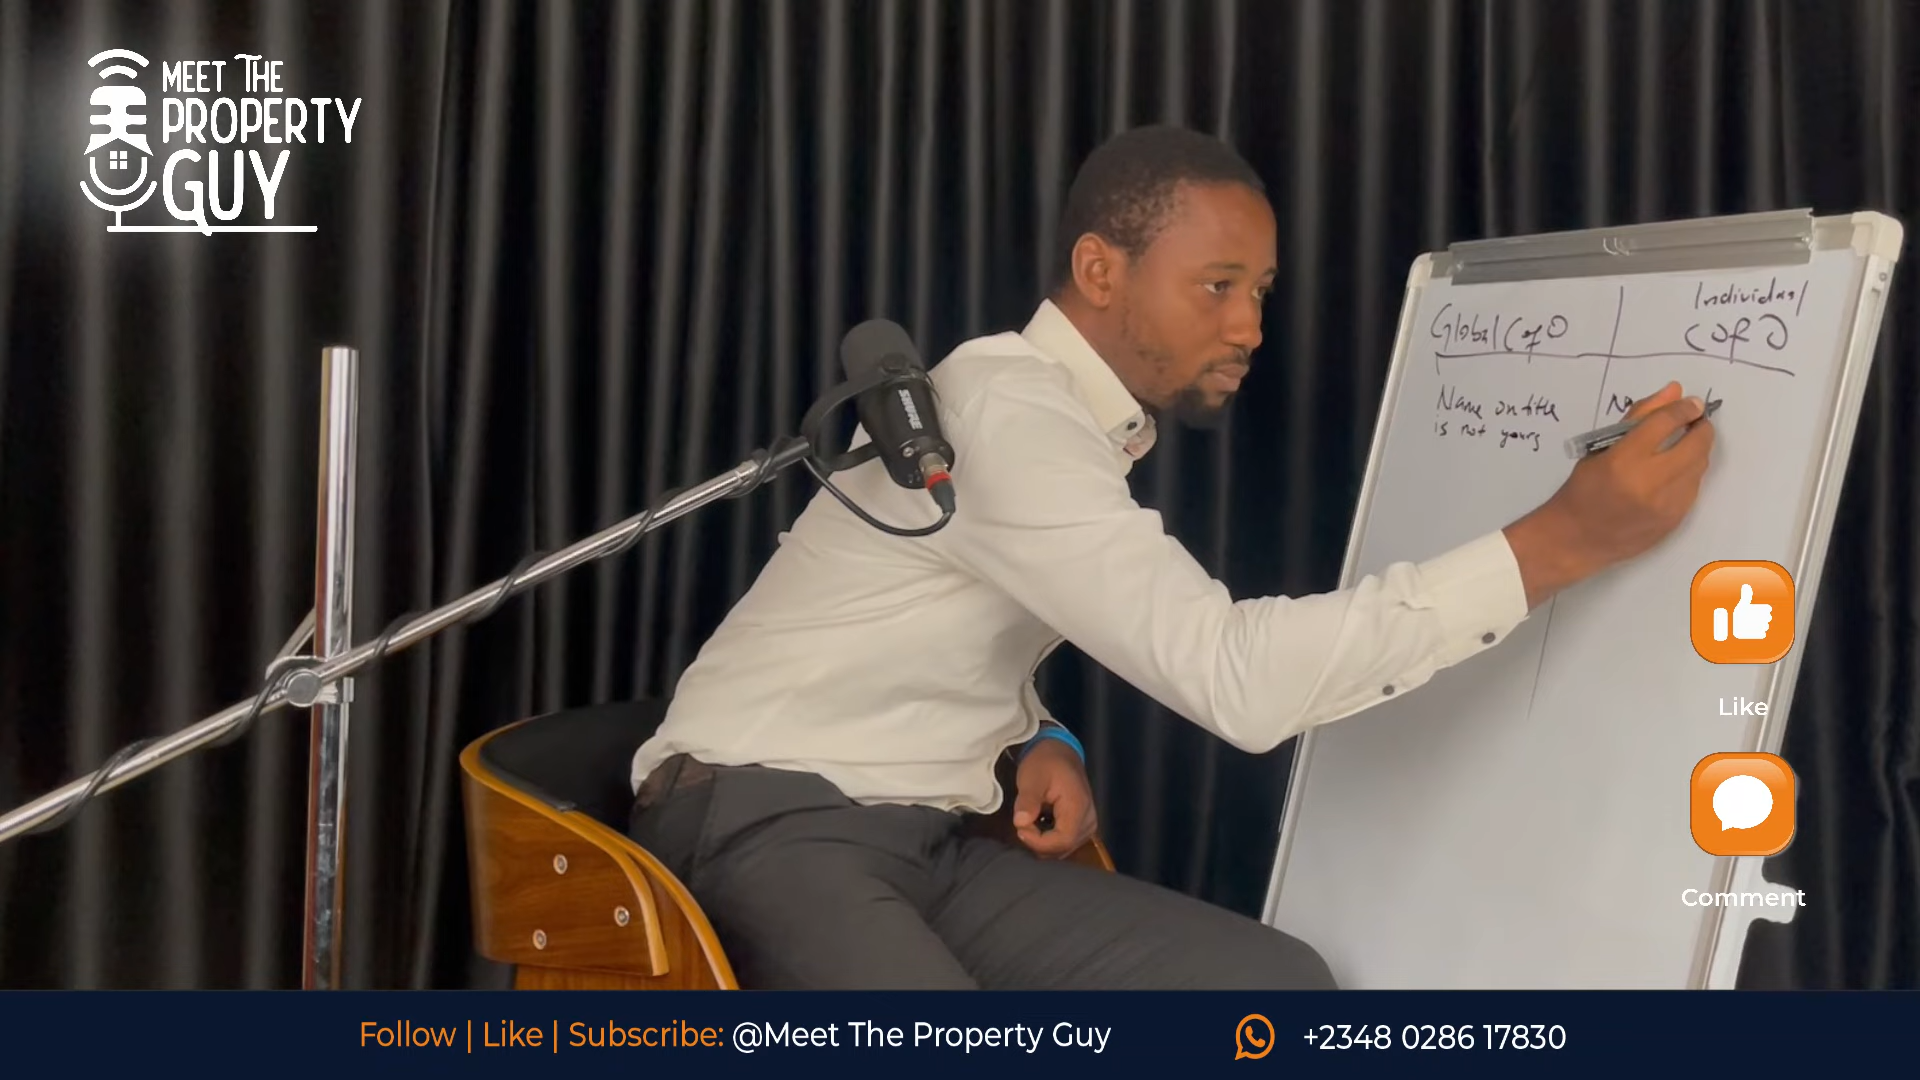 MEET THE
PROPERTY
GUY
SHURE
Global C of O
Individual
C of O
Name on title
is not yours
Like
Comment
Follow | Like | Subscribe: @Meet The Property Guy
+2348 0286 17830